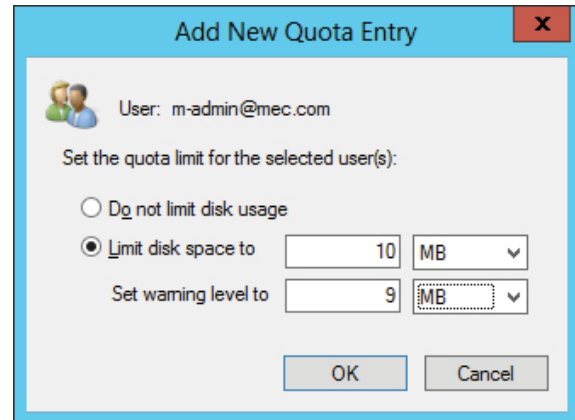 Add New Quota Entry
x
User: m-admin@mec.com
Set the quota limit for the selected user(s):
Do not limit disk usage
Limit disk space to 10 MB
Set warning level to 9 MB
OK Cancel